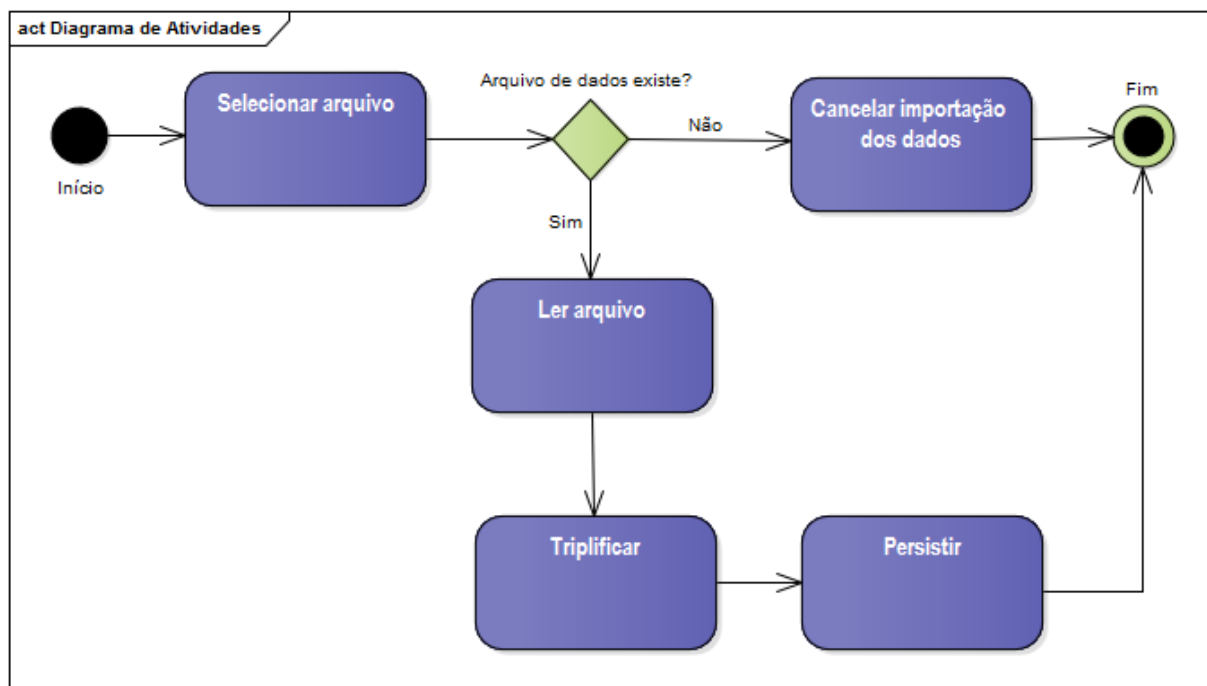 act Diagrama de Atividades
Selecionar arquivo
Arquivo de dados existe?
Cancelar importação
dos dados
Fim
Não
Início
Sim
Ler arquivo
Triplificar
Persistir